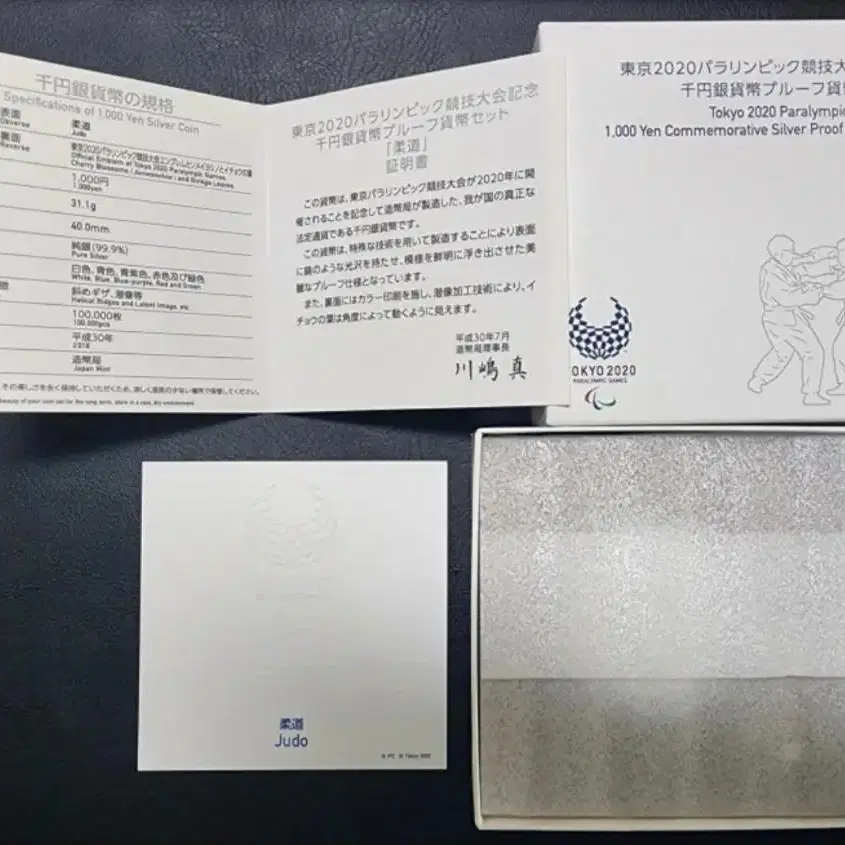 千円銀貨幣の規格
Specifications of 1,000 Yen Silver Coin
表面
Obverse
柔道
Judo
裏面
Reverse
東京2020パラリンピック競技大会エンブレムとソメイヨシノとイチョウの葉
Official Emblem of Tokyo 2020 Paralympic Games,
Cherry Blossoms (Someiyoshino) and Ginkgo Leaves
1,000円
1,000yen
31.1g
40.0mm
純銀(99.9%)
Pure Silver
白色、青色、青紫色、赤色及び緑色
White, Blue, Blue-purple, Red and Green
斜めギザ、潜像等
Helical Ridges and Latent Image, etc
100,000枚
100,000pcs
平成30年
2018
造幣局
Japan Mint
東京2020パラリンピック競技大会記念
千円銀貨幣プルーフ貨幣セット
「柔道」
証明書
この貨幣は、東京パラリンピック競技大会が2020年に開
催されることを記念して造幣局が製造した、我が国の真正な
法定通貨である千円銀貨幣です。
この貨幣は、特殊な技術を用いて製造することにより表面
に鏡のような光沢を持たせ、模様を鮮明に浮き出させた美
麗なプルーフ仕様となっています。
また、裏面にはカラー印刷を施し、潜像加工技術により、イ
チョウの葉は角度によって動くように見えます。
平成30年7月
造幣局理事長
川嶋 真
東京2020パラリンピック競技大
千円銀貨幣プルーフ貨
Tokyo 2020 Paralympic
1,000 Yen Commemorative Silver Proof
OKYO 2020
PARALYMPIC GAMES
柔道
Judo